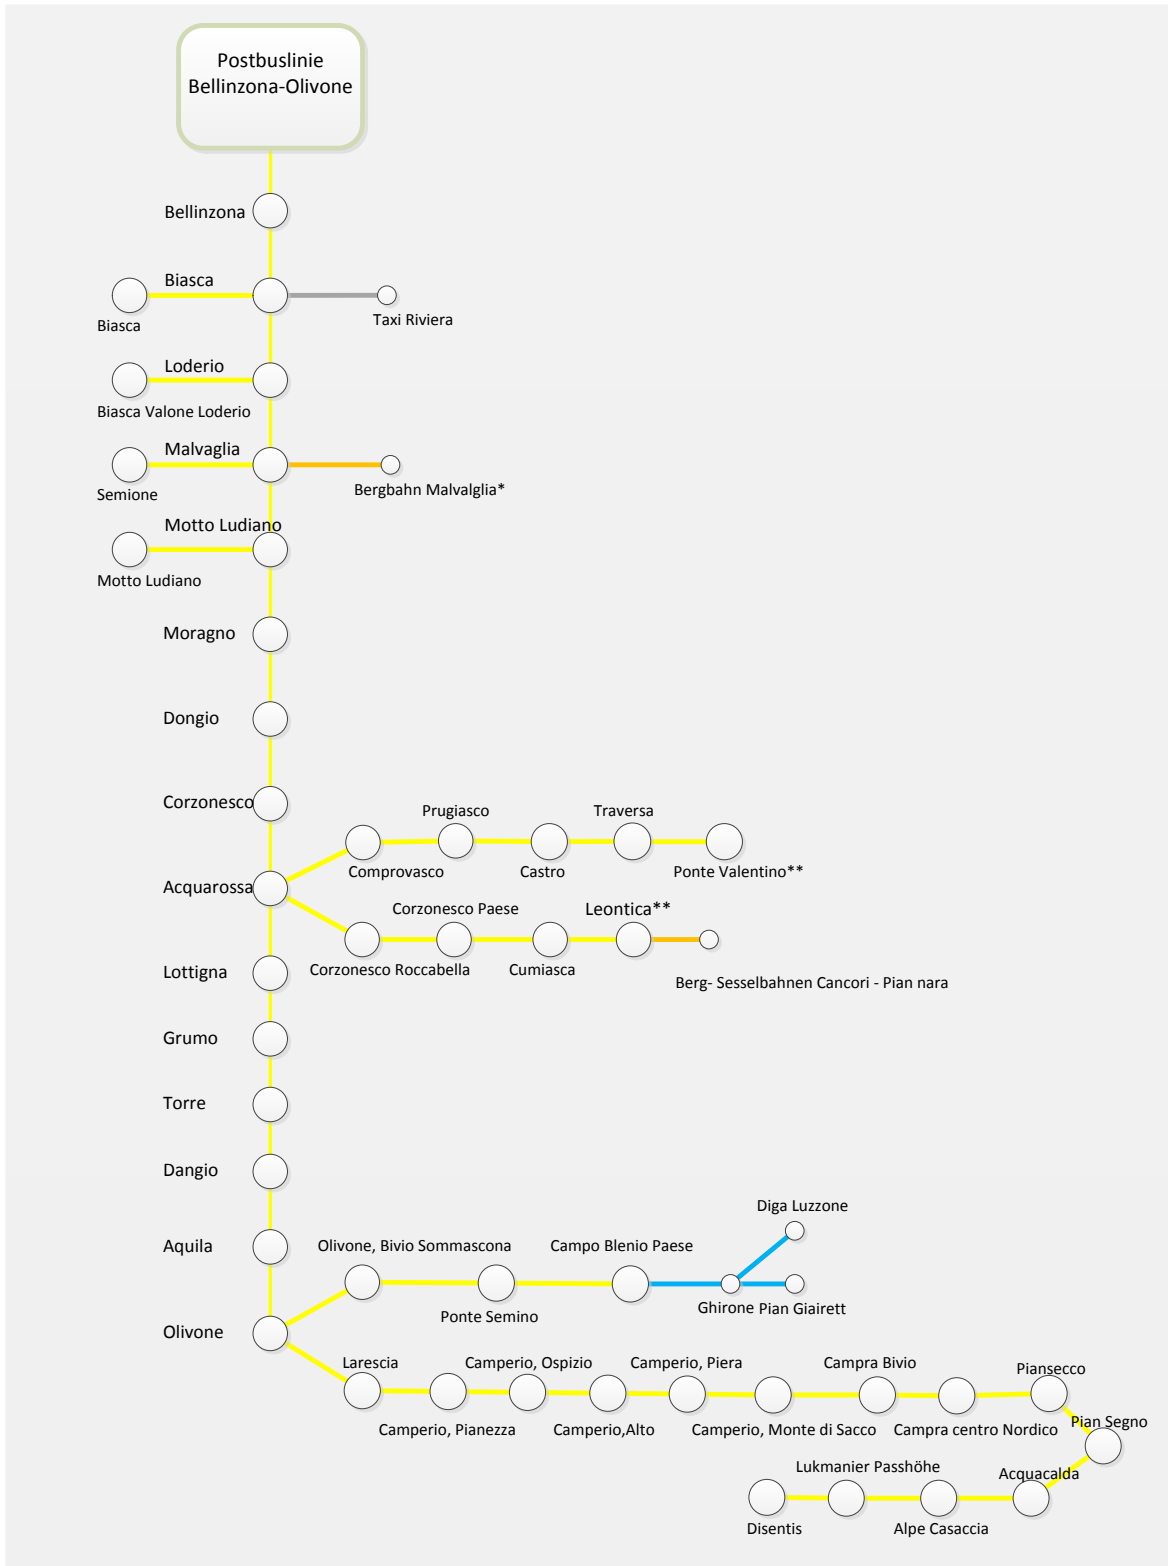 Postbuslinie
Bellinzona-Olivone
Bellinzona
Biasca
Biasca
Taxi Riviera
Loderio
Biasca Valone Loderio
Malvaglia
Semione
Bergbahn Malvalglia*
Motto Ludiano
Motto Ludiano
Moragno
Dongio
Corzonesco
Prugiasco
Traversa
Comprovasco
Castro
Ponte Valentino**
Acquarossa
Corzonesco Paese
Leontica**
Corzonesco Roccabella
Cumiasca
Berg- Sesselbahnen Cancori - Pian nara
Lottigna
Grumo
Torre
Dangio
Diga Luzzone
Aquila
Olivone, Bivio Sommascona
Campo Blenio Paese
Ponte Semino
Ghirone
Pian Giairett
Olivone
Larescia
Camperio, Ospizio
Camperio, Piera
Campra Bivio
Piansecco
Camperio, Pianezza
Camperio,Alto
Camperio, Monte di Sacco
Campra centro Nordico
Pian Segno
Lukmanier Passhöhe
Acquacalda
Disentis
Alpe Casaccia